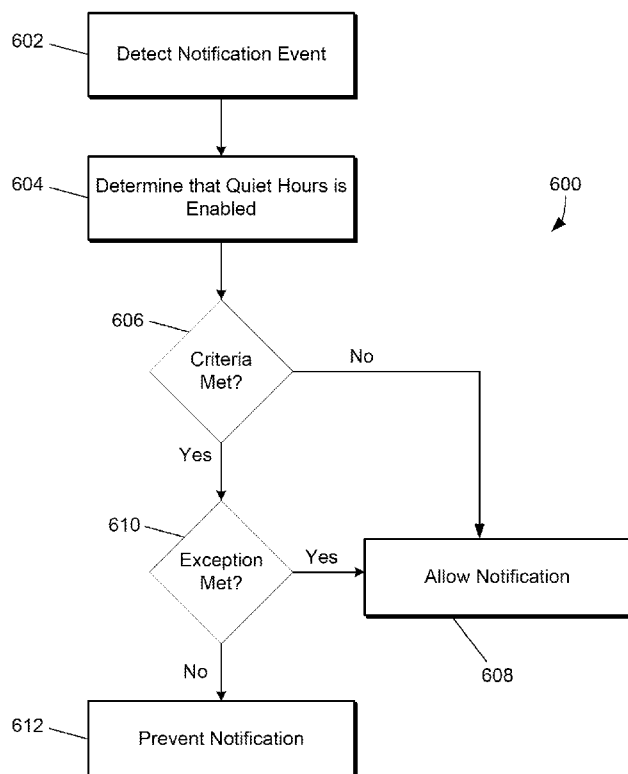 602
Detect Notification Event
604
Determine that Quiet Hours is
Enabled
600
606
Criteria
Met?
No
Yes
610
Exception
Met?
Yes
Allow Notification
608
No
612
Prevent Notification